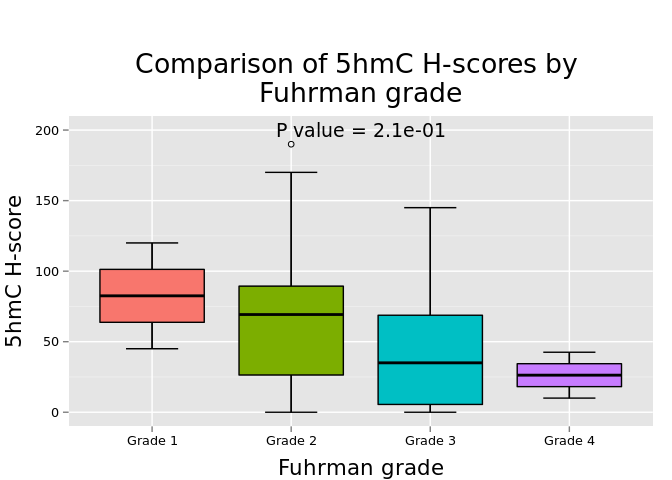 Comparison of 5hmC H-scores by
Fuhrman grade
P value = 2.1e-01
200
150
100
50
0
5hmC H-score
Grade 1
Grade 2
Grade 3
Grade 4
Fuhrman grade